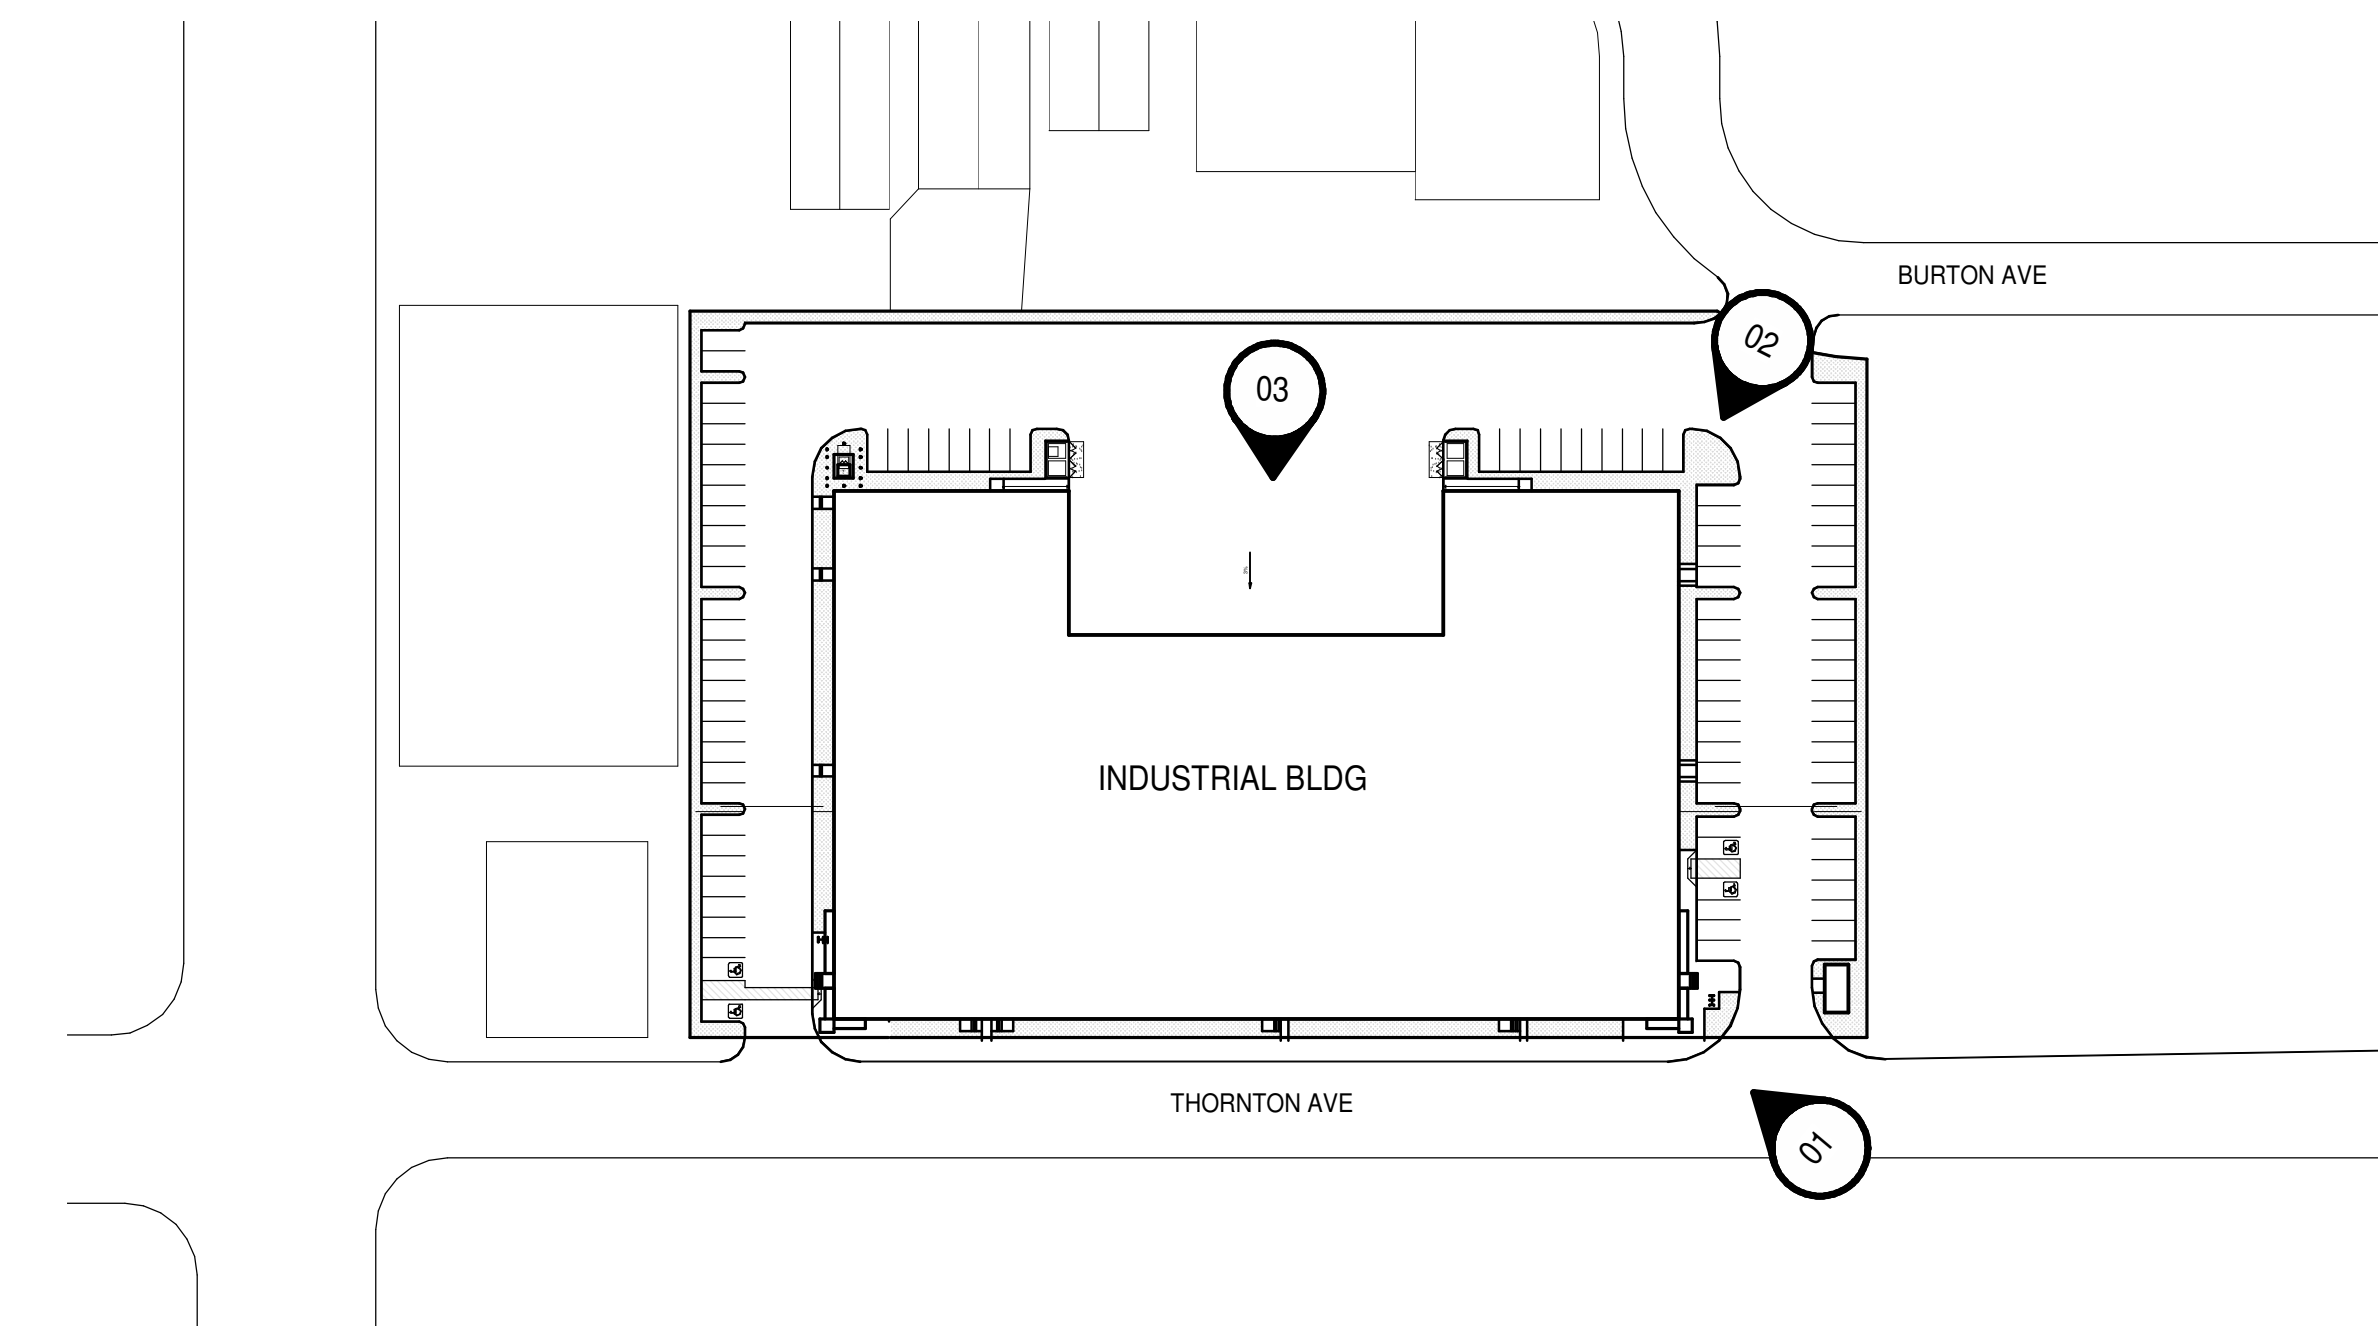 BURTON AVE
02
03
INDUSTRIAL BLDG
THORNTON AVE
01